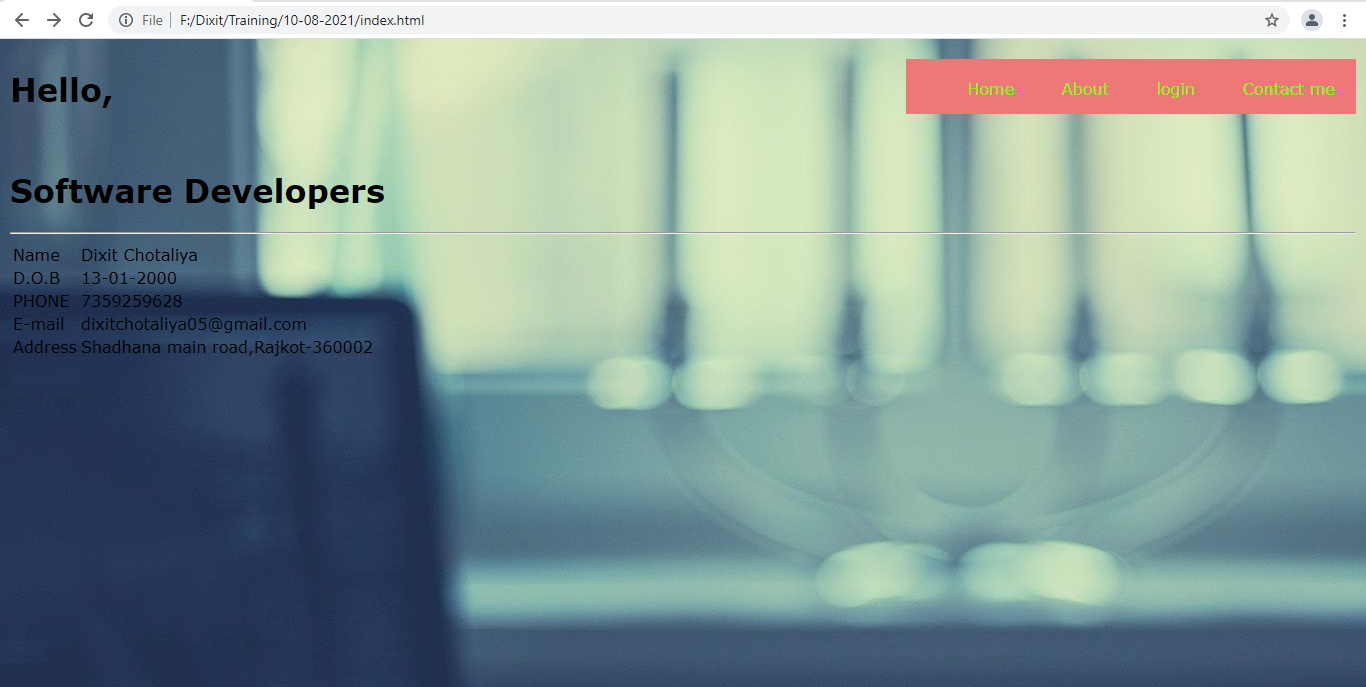 File F:/Dixit/Training/10-08-2021/index.html
Hello,
Home About login Contact me
Software Developers
Name Dixit Chotaliya
D.O.B 13-01-2000
PHONE 7359259628
E-mail dixitchotaliya05@gmail.com
Address Shadhana main road,Rajkot-360002